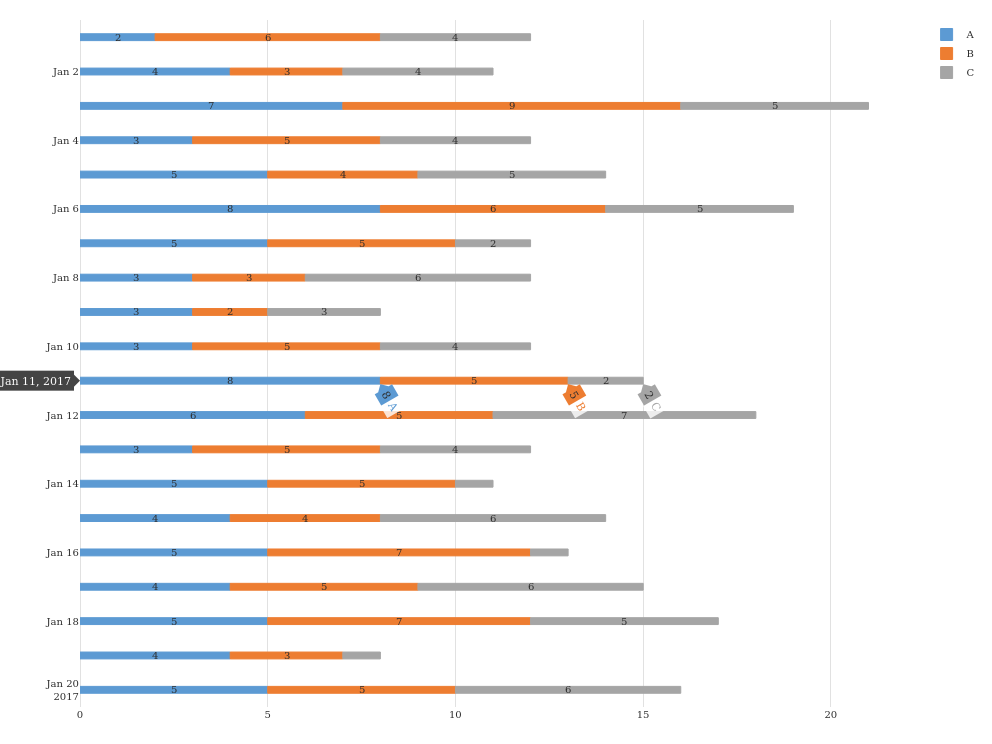 2 6 4
A
B
Jan 2 4 3 4
C
7 9 5
Jan 4 3 5 4
5 4 5
Jan 6 8 6 5
5 5 2
Jan 8 3 3 6
3 2 3
Jan 10 3 5 4
Jan 11, 2017 8 5 2
8 A 5 B 2 C
Jan 12 6 5 7
3 5 4
Jan 14 5 5
4 4 6
Jan 16 5 7
4 5 6
Jan 18 5 7 5
4 3
Jan 20 5 5 6
2017
0 5 10 15 20